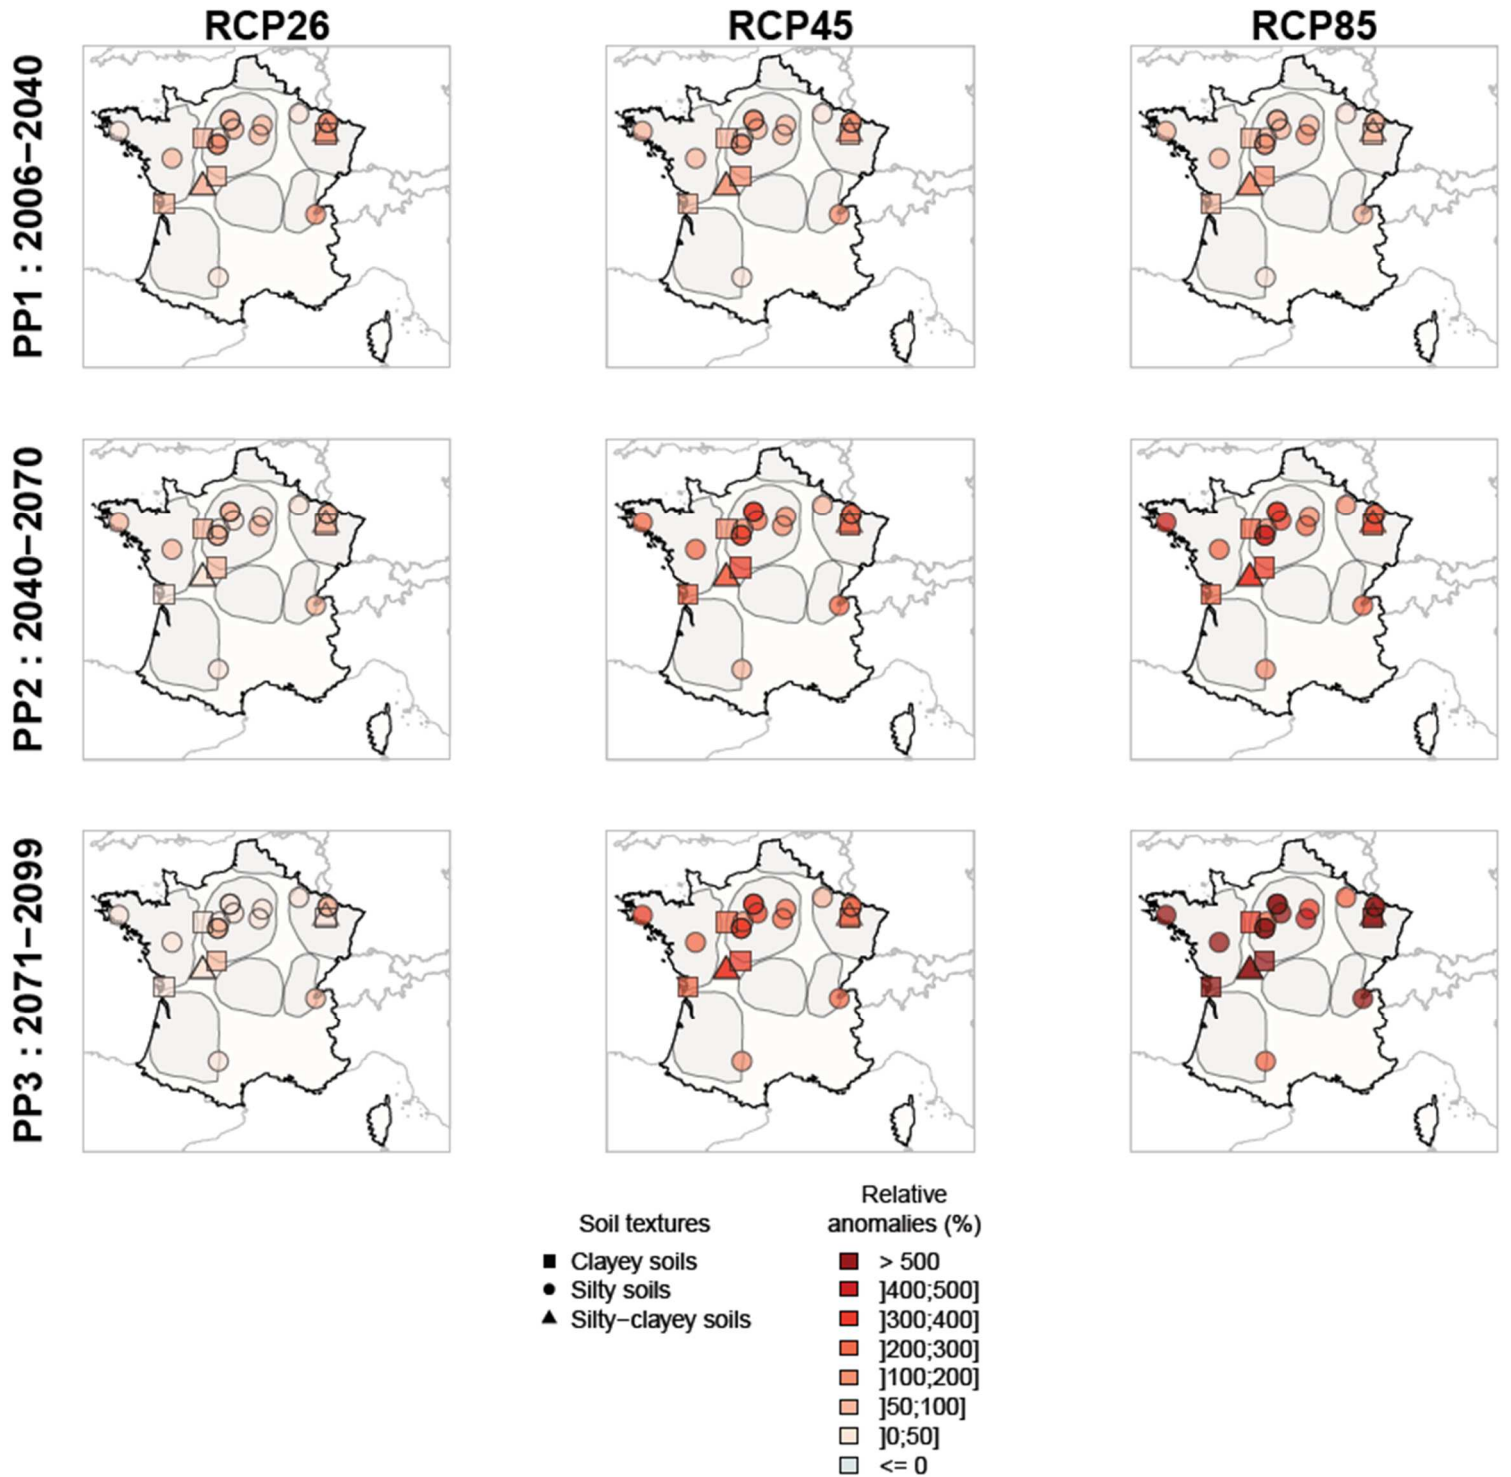 RCP26
RCP45
RCP85
PP1 : 2006−2040
PP2 : 2040−2070
PP3 : 2071−2099
Soil textures
Clayey soils
Silty soils
Silty−clayey soils
Relative
anomalies (%)
> 500
]400;500]
]300;400]
]200;300]
]100;200]
]50;100]
]0;50]
<= 0